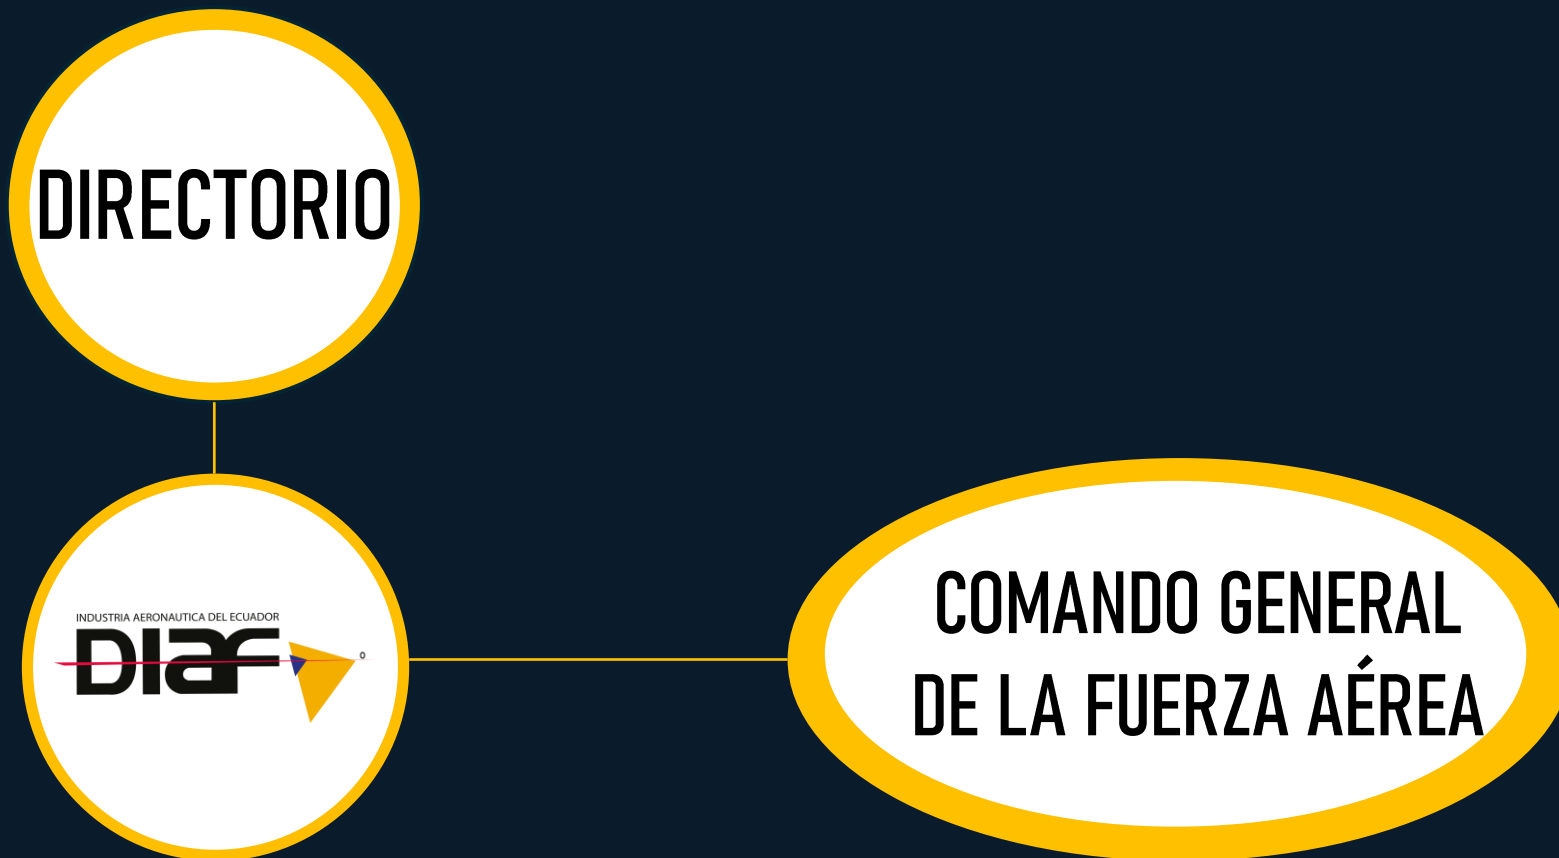 DIRECTORIO
INDUSTRIA AERONAUTICA DEL ECUADOR
DIAF
COMANDO GENERAL
DE LA FUERZA AÉREA